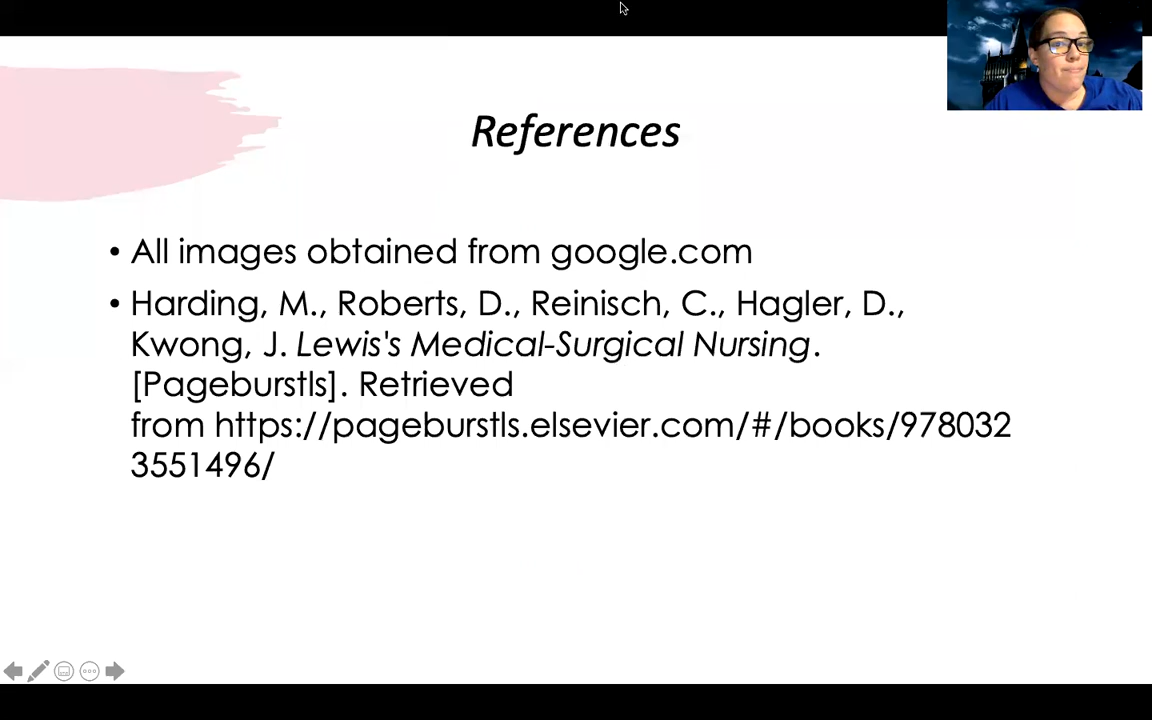 References
• All images obtained from google.com
• Harding, M., Roberts, D., Reinisch, C., Hagler, D.,
Kwong, J. Lewis's Medical-Surgical Nursing.
[Pageburstls]. Retrieved
from https://pageburstls.elsevier.com/#/books/978032
3551496/